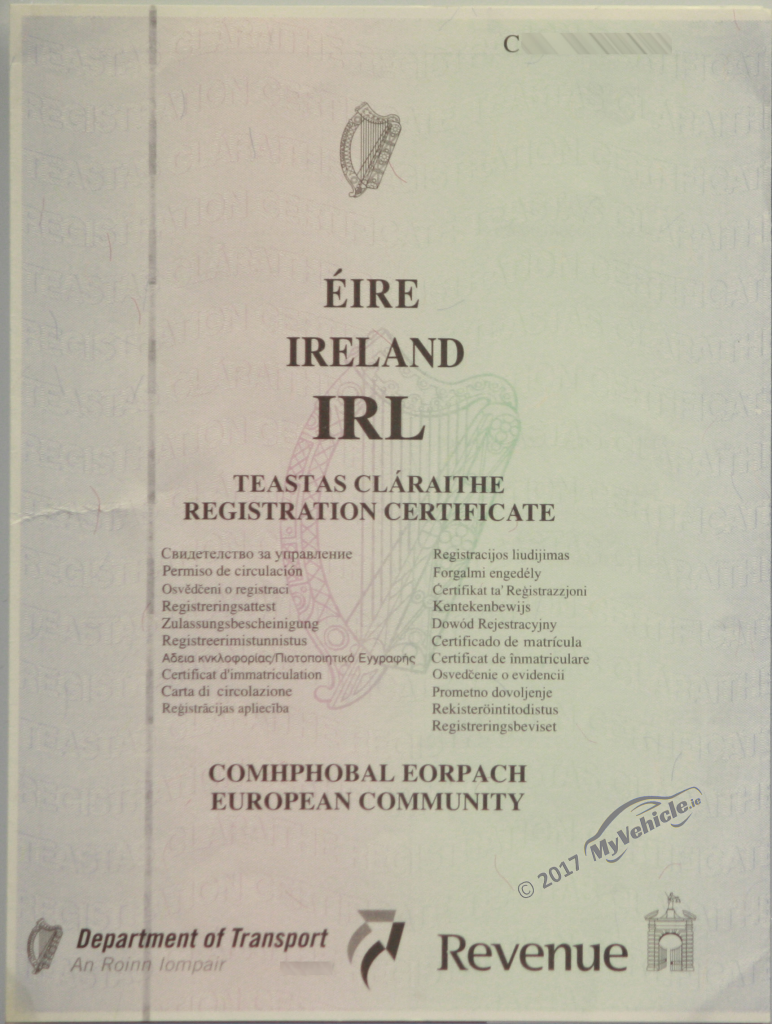 C
ÉIRE
IRELAND
IRL
TEASTAS CLÁRAITHE
REGISTRATION CERTIFICATE
Свидетелство за управление
Permiso de circulación
Osvědčeni o registraci
Registreringsattest
Zulassungsbescheinigung
Registreerimistunnistus
Αδεια κνκλοφορίας/Πιοτοποιητικό Εγγραφής
Certificat d'immatriculation
Carta di circolazione
Reģistrācijas apliecība
Registracijos liudijimas
Forgalmi engedély
Ċertifikat ta' Reġistrazzjoni
Kentekenbewijs
Dowód Rejestracyjny
Certificado de matrícula
Certificat de înmatriculare
Osvedčenie o evidencii
Prometno dovoljenje
Rekisteröintitodistus
Registreringsbeviset
COMHPHOBAL EORPACH
EUROPEAN COMMUNITY
© 2017 MyVehicle.ie
Department of Transport
An Roinn Iompair
Revenue